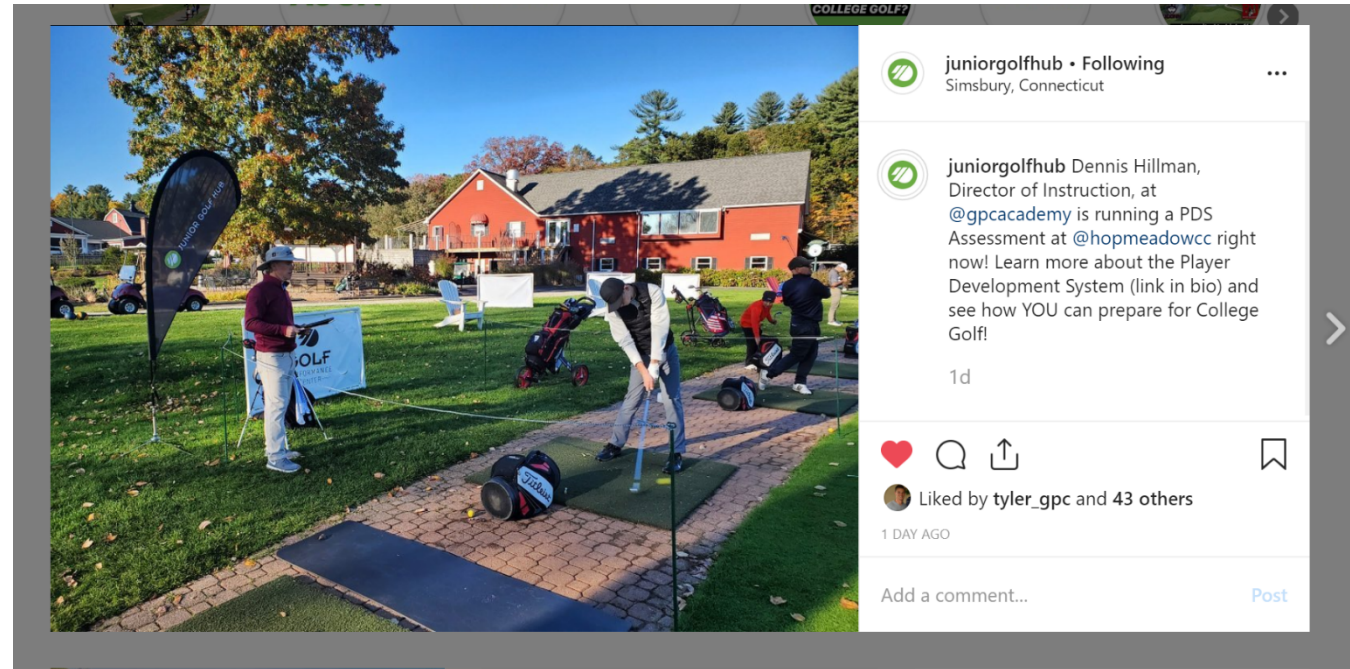 COLLEGE GOLF?
juniorgolfhub • Following
Simsbury, Connecticut
juniorgolfhub Dennis Hillman,
Director of Instruction, at
@gpcacademy is running a PDS
Assessment at @hopmeadowcc right
now! Learn more about the Player
Development System (link in bio) and
see how YOU can prepare for College
Golf!
1d
Liked by tyler_gpc and 43 others
1 DAY AGO
Add a comment... Post
JUNIOR GOLF HUB
GOLF
Titleist